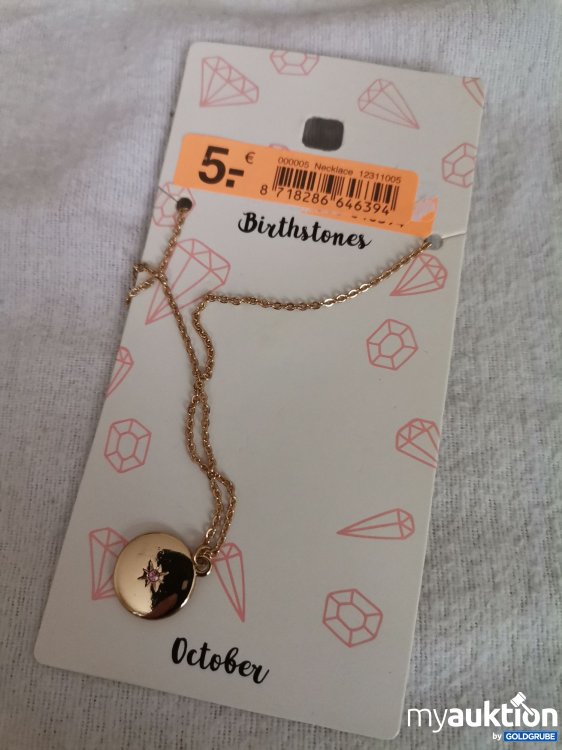 5.- €
000005 Necklace 12311005
8 718286 646394
Birthstones
October
myauktion
by GOLDGRUBE